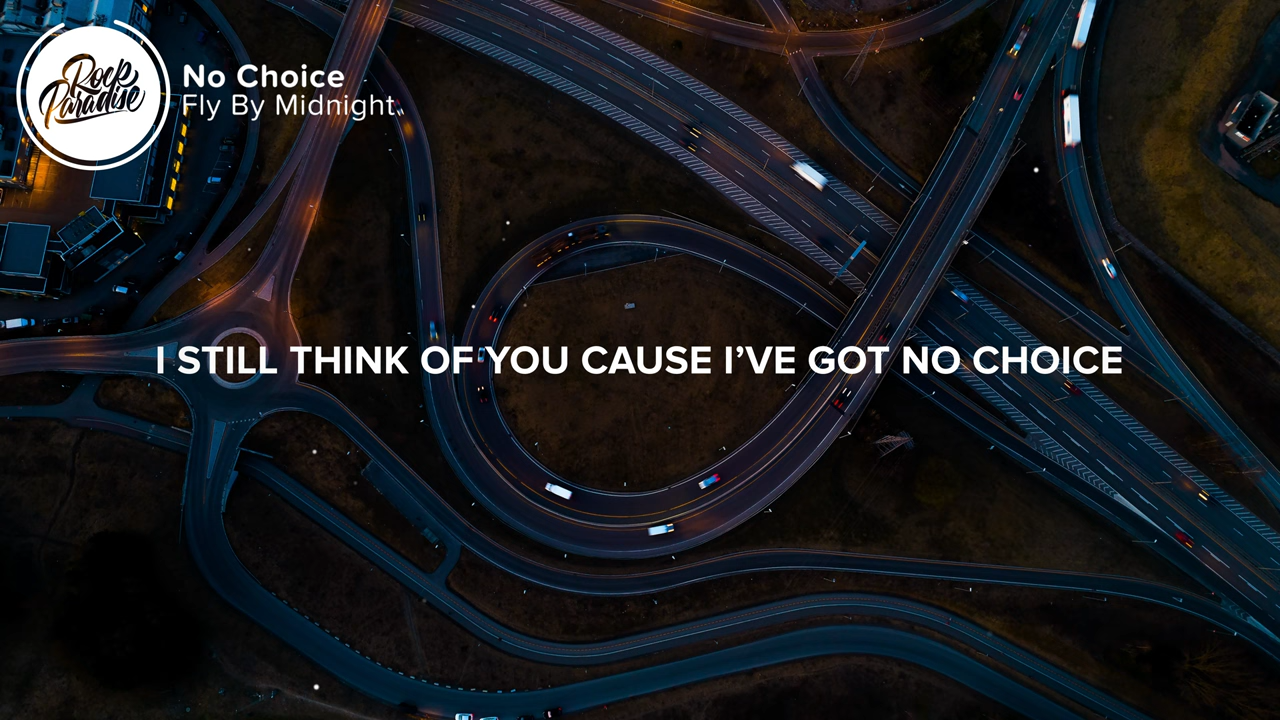 Rock
Paradise
No Choice
Fly By Midnight
I STILL THINK OF YOU CAUSE I’VE GOT NO CHOICE